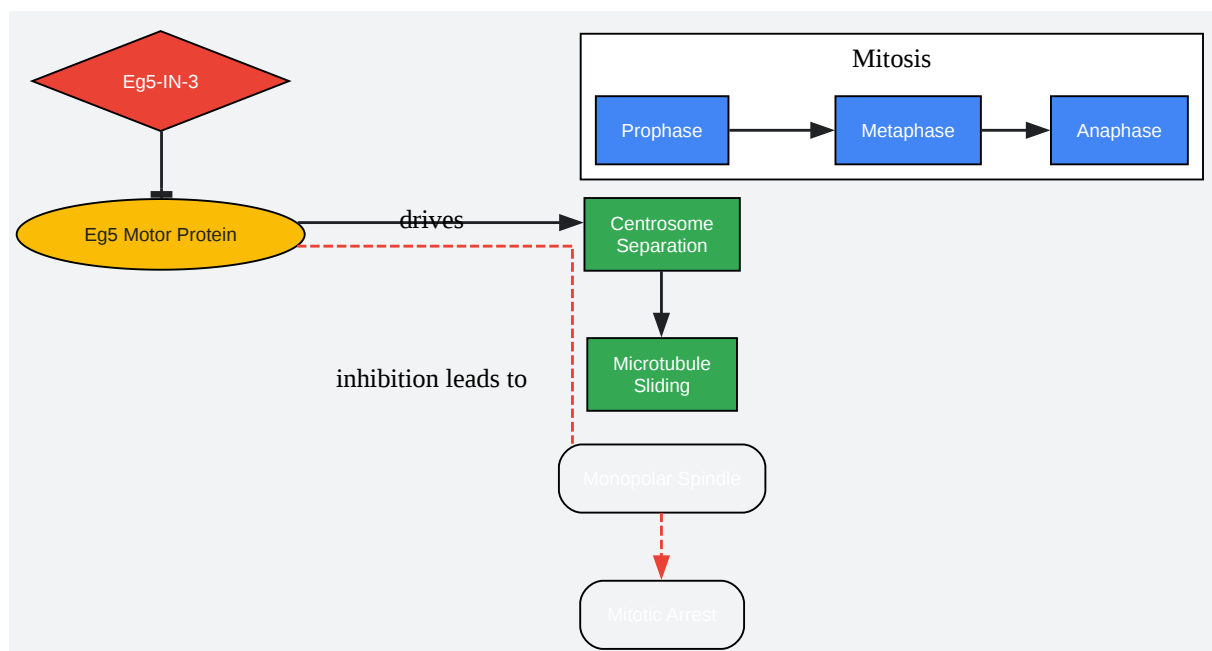 Eg5-IN-3
Mitosis
Prophase
Metaphase
Anaphase
Eg5 Motor Protein
drives
Centrosome
Separation
Microtubule
Sliding
inhibition leads to
Monopolar Spindle
Mitotic Arrest